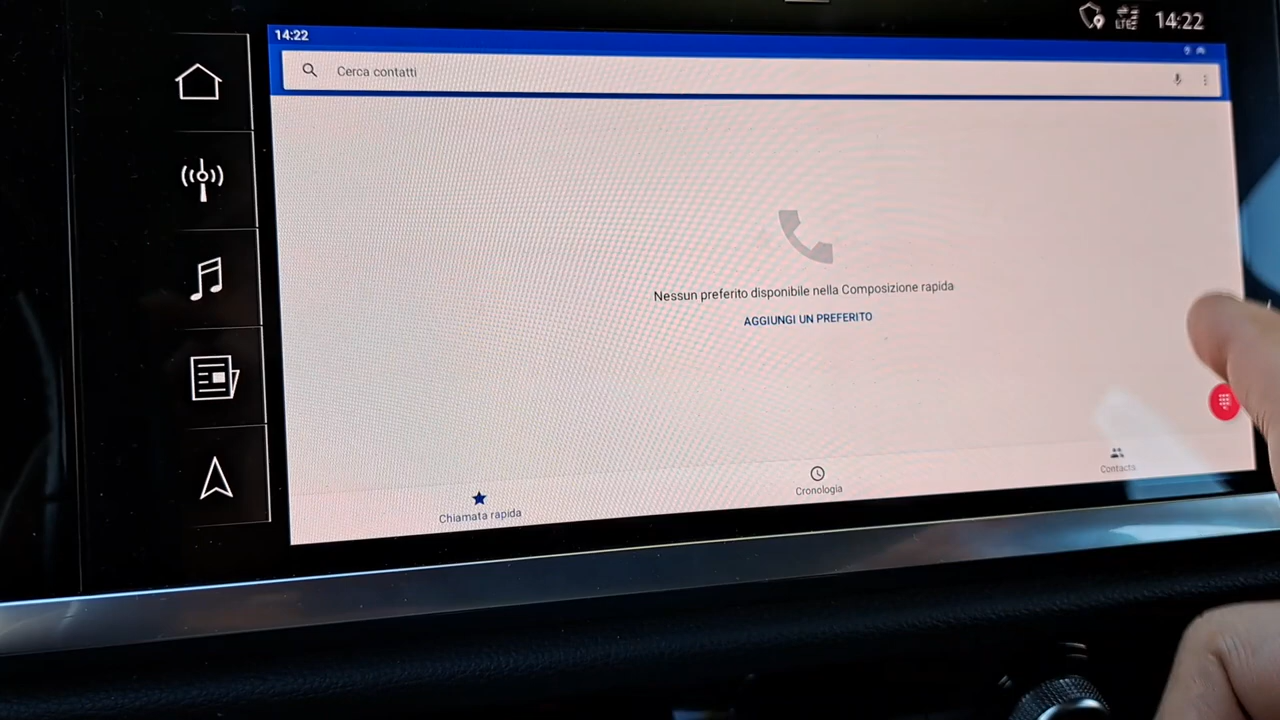 LTE 14:22
14:22
Cerca contatti
Nessun preferito disponibile nella Composizione rapida
AGGIUNGI UN PREFERITO
Chiamata rapida
Cronologia
Contacts